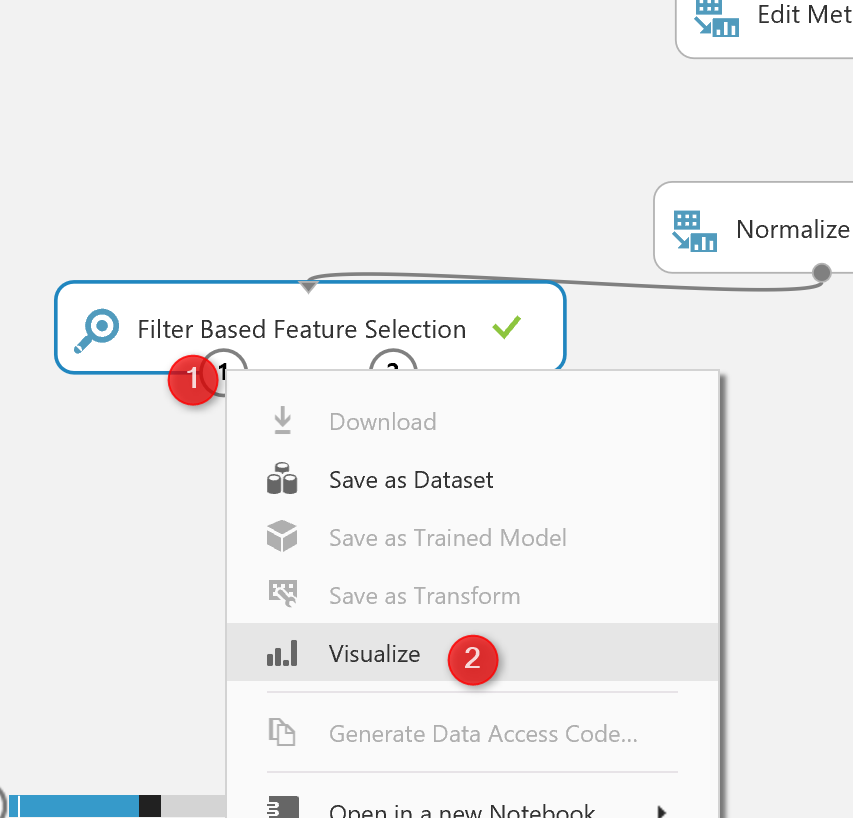 Edit Met
Normalize
Filter Based Feature Selection
1
1
2
Download
Save as Dataset
Save as Trained Model
Save as Transform
Visualize
2
Generate Data Access Code...
Open in a new Notebook